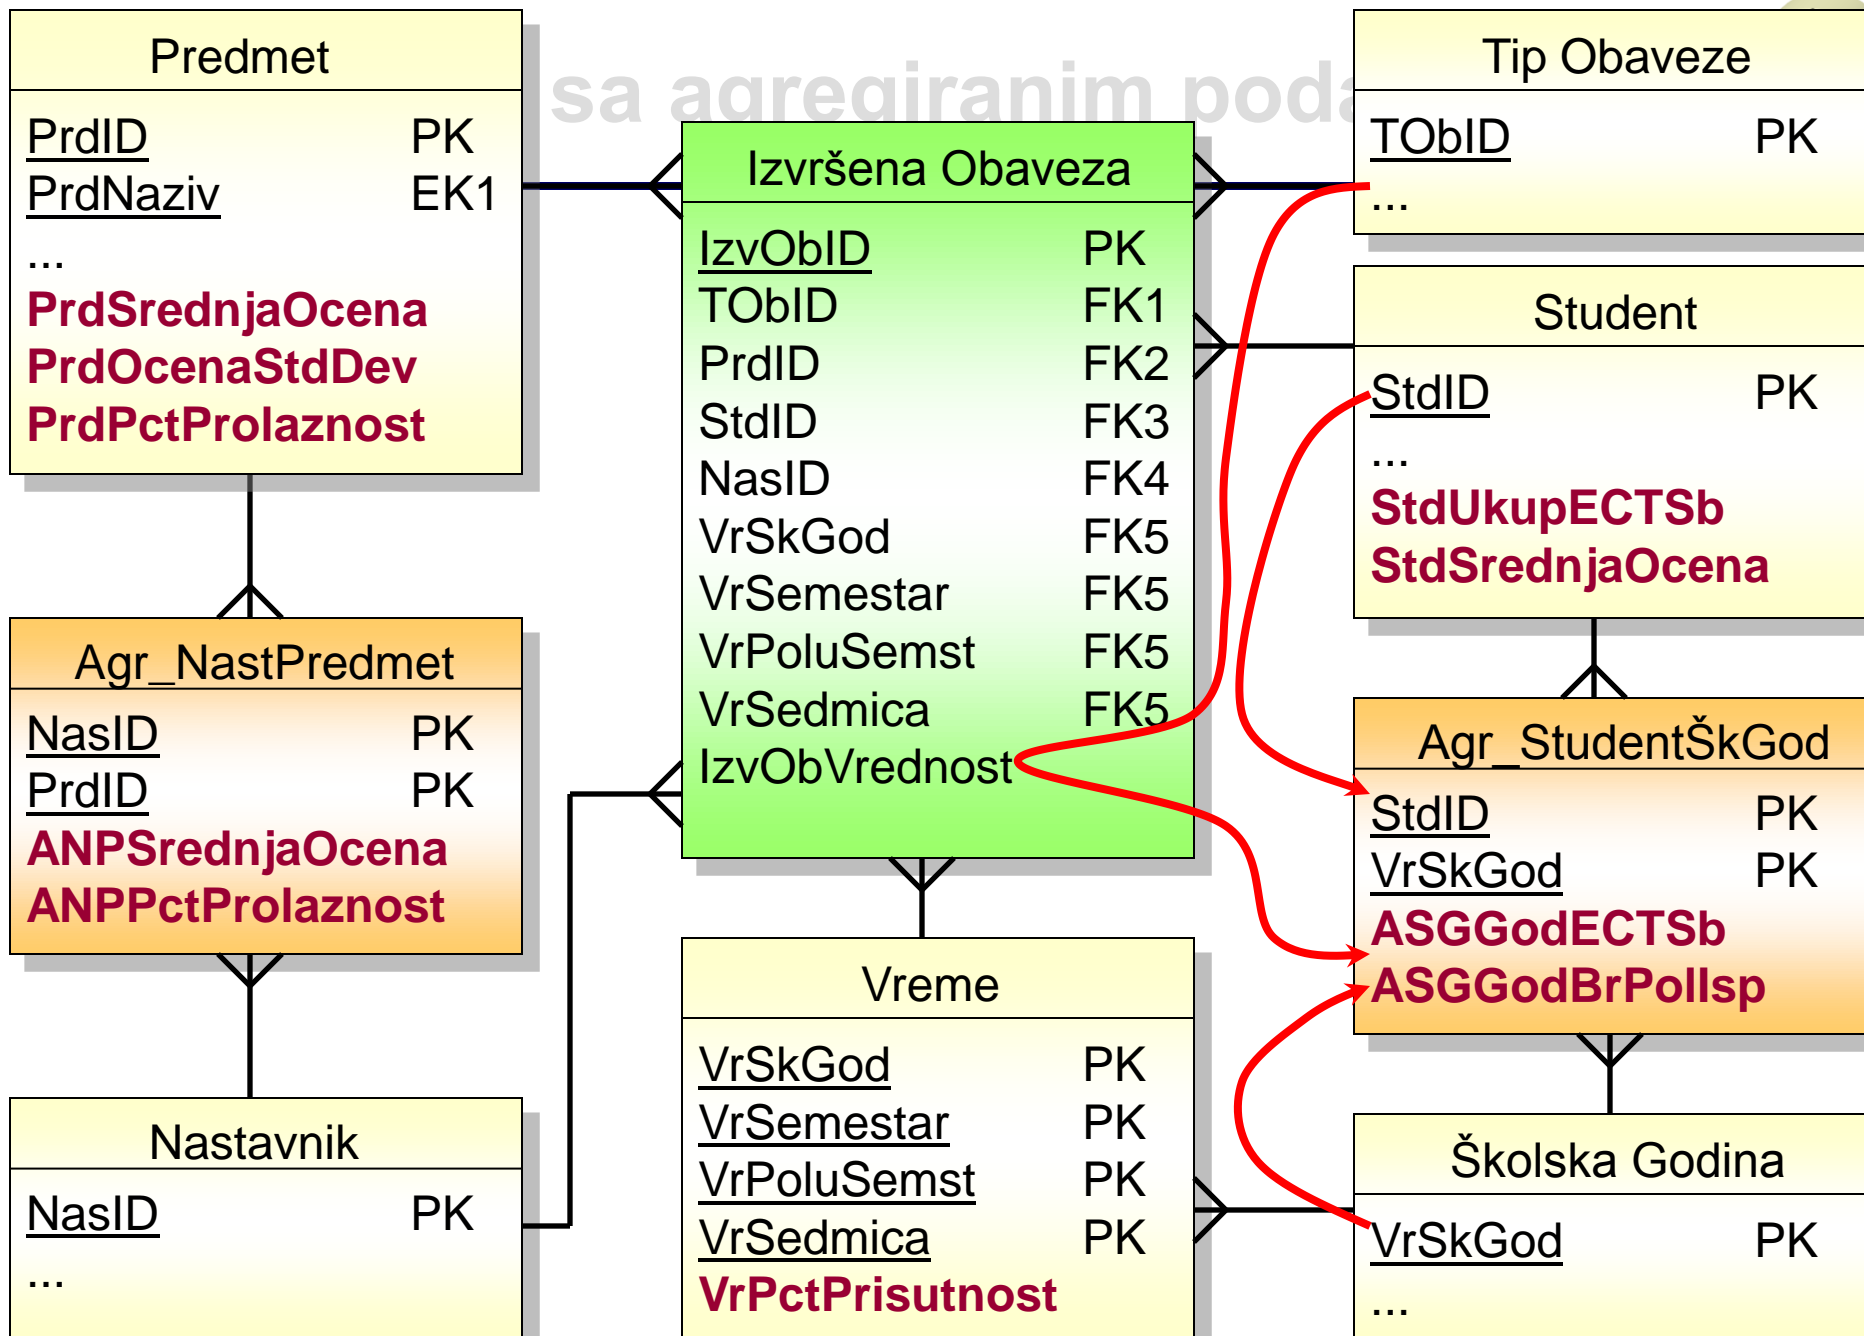 sa agregiranim poda
Predmet
PrdID PK
PrdNaziv EK1
...
PrdSrednjaOcena
PrdOcenaStdDev
PrdPctProlaznost
Agr_NastPredmet
NasID PK
PrdID PK
ANPSrednjaOcena
ANPPctProlaznost
Nastavnik
NasID PK
...
Izvršena Obaveza
IzvObID PK
TObID FK1
PrdID FK2
StdID FK3
NasID FK4
VrSkGod FK5
VrSemestar FK5
VrPoluSemst FK5
VrSedmica FK5
IzvObVrednost
Vreme
VrSkGod PK
VrSemestar PK
VrPoluSemst PK
VrSedmica PK
VrPctPrisutnost
Tip Obaveze
TObID PK
...
Student
StdID PK
...
StdUkupECTSb
StdSrednjaOcena
Agr_StudentŠkGod
StdID PK
VrSkGod PK
ASGGodECTSb
ASGGodBrPolIsp
Školska Godina
VrSkGod PK
...